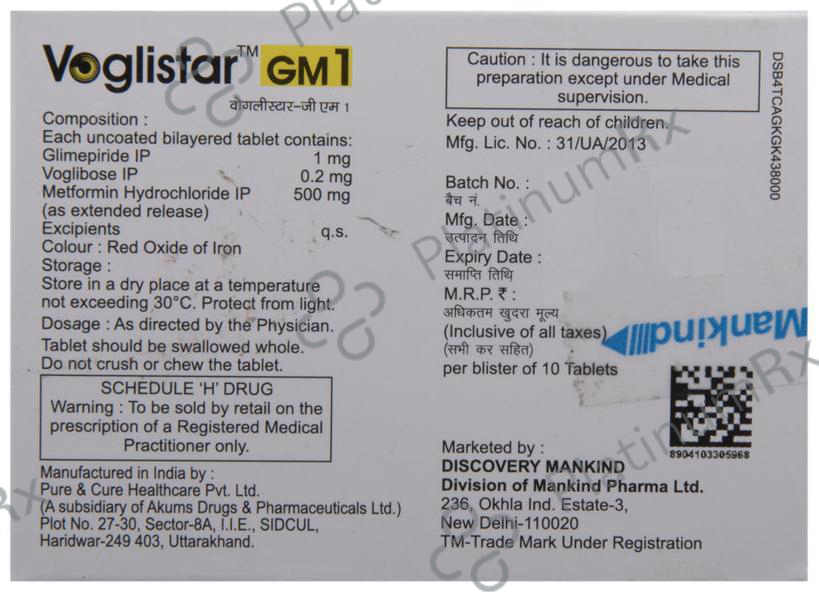 Voglistar™ GM1
वोगलीस्टार-जी एम 1
Composition :
Each uncoated bilayered tablet contains:
Glimepiride IP 1 mg
Voglibose IP 0.2 mg
Metformin Hydrochloride IP 500 mg
(as extended release)
Excipients q.s.
Colour : Red Oxide of Iron
Storage :
Store in a dry place at a temperature
not exceeding 30°C. Protect from light.
Dosage : As directed by the Physician.
Tablet should be swallowed whole.
Do not crush or chew the tablet.
SCHEDULE 'H' DRUG
Warning : To be sold by retail on the
prescription of a Registered Medical
Practitioner only.
Manufactured in India by :
Pure & Cure Healthcare Pvt. Ltd.
(A subsidiary of Akums Drugs & Pharmaceuticals Ltd.)
Plot No. 27-30, Sector-8A, I.I.E., SIDCUL,
Haridwar-249 403, Uttarakhand.
Caution : It is dangerous to take this
preparation except under Medical
supervision.
Keep out of reach of children.
Mfg. Lic. No. : 31/UA/2013
Batch No. :
बैच नं.
Mfg. Date :
उत्पादन तिथि
Expiry Date :
समाप्ति तिथि
M.R.P. ₹ :
अधिकतम खुदरा मूल्य
(Inclusive of all taxes)
(सभी कर सहित)
per blister of 10 Tablets
Mankind
8904103305968
Marketed by :
DISCOVERY MANKIND
Division of Mankind Pharma Ltd.
236, Okhla Ind. Estate-3,
New Delhi-110020
TM-Trade Mark Under Registration
DSB4TCAGKGK438000
PlatinumRx
PlatinumRx
PlatinumRx
Rx